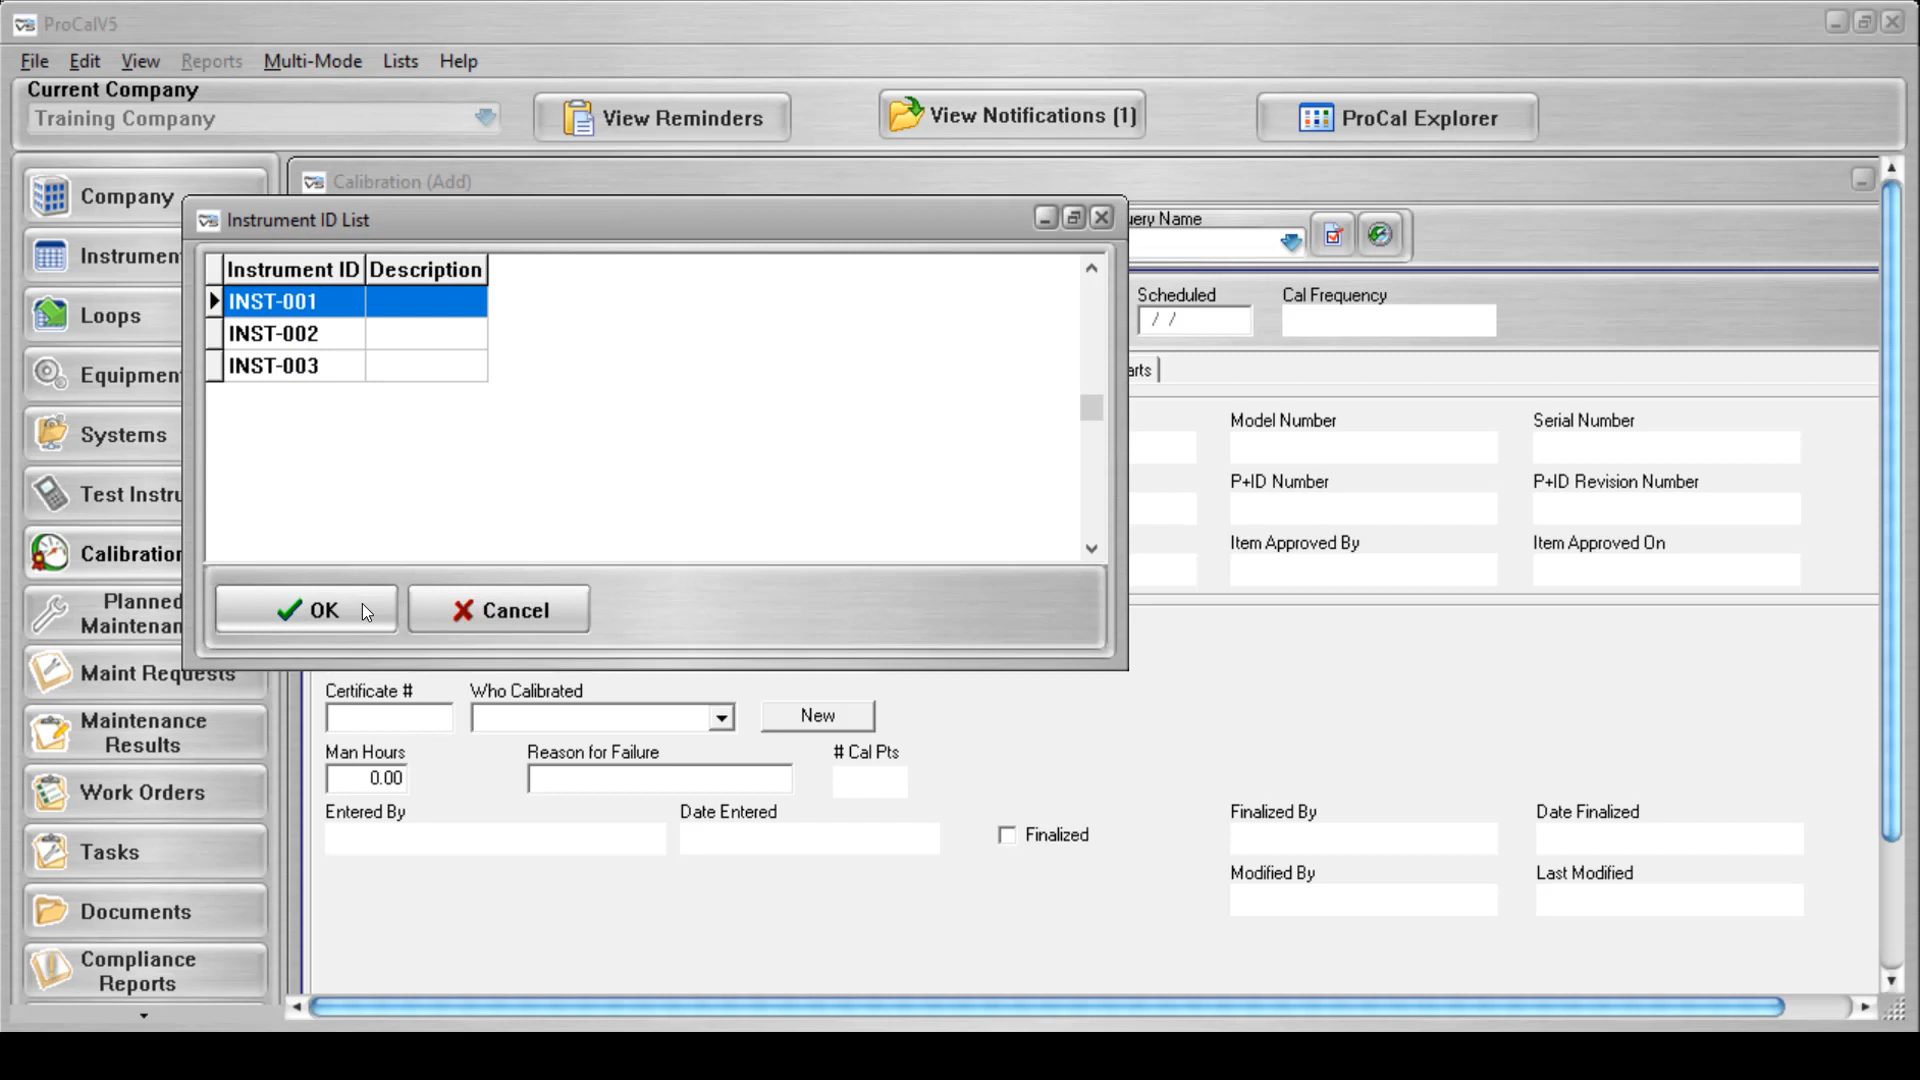 ProCalV5
File Edit View Reports Multi-Mode Lists Help
Current Company
Training Company
View Reminders
View Notifications (1)
ProCal Explorer
Company
Instrumen
Loops
Equipmen
Systems
Test Instru
Calibration
Planned
Maintenan
Maint Requests
Maintenance
Results
Work Orders
Tasks
Documents
Compliance
Reports
Calibration (Add)
uery Name
Instrument ID List
Instrument ID Description
INST-001
INST-002
INST-003
OK
Cancel
Scheduled Cal Frequency
/ /
arts
Model Number Serial Number
P+ID Number P+ID Revision Number
Item Approved By Item Approved On
Certificate # Who Calibrated
New
Man Hours Reason for Failure # Cal Pts
0.00
Entered By Date Entered
Finalized
Finalized By Date Finalized
Modified By Last Modified